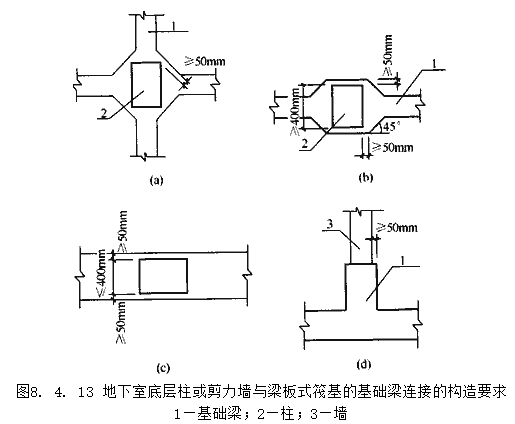 1
≥50mm
2
(a)
≥50mm
1
≥400mm
2
45°
≥50mm
(b)
≥50mm
≤400mm
≥50mm
(c)
3
≥50mm
1
(d)
图8. 4. 13 地下室底层柱或剪力墙与梁板式筏基的基础梁连接的构造要求
1—基础梁；2—柱；3—墙